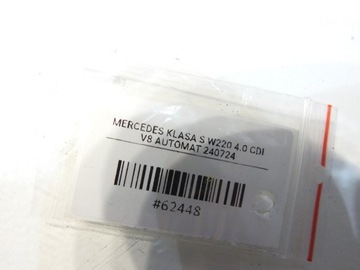 MERCEDES KLASA S W220 4.0 CDI
V8 AUTOMAT 240724
#62448